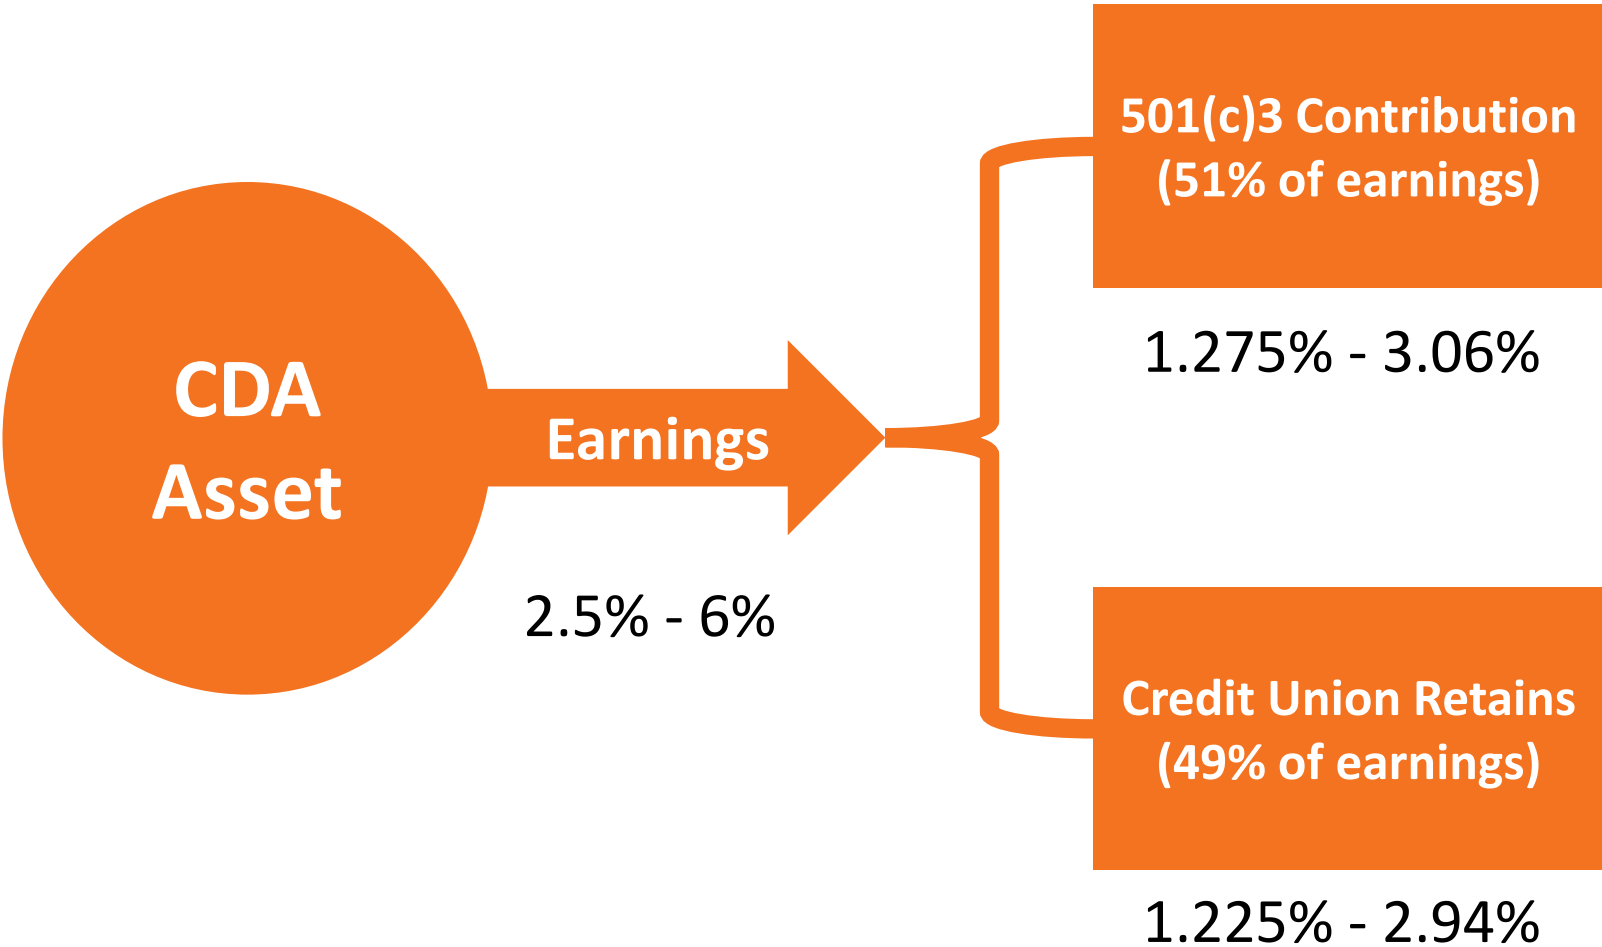 CDA
Asset
Earnings
2.5% - 6%
501(c)3 Contribution
(51% of earnings)
1.275% - 3.06%
Credit Union Retains
(49% of earnings)
1.225% - 2.94%